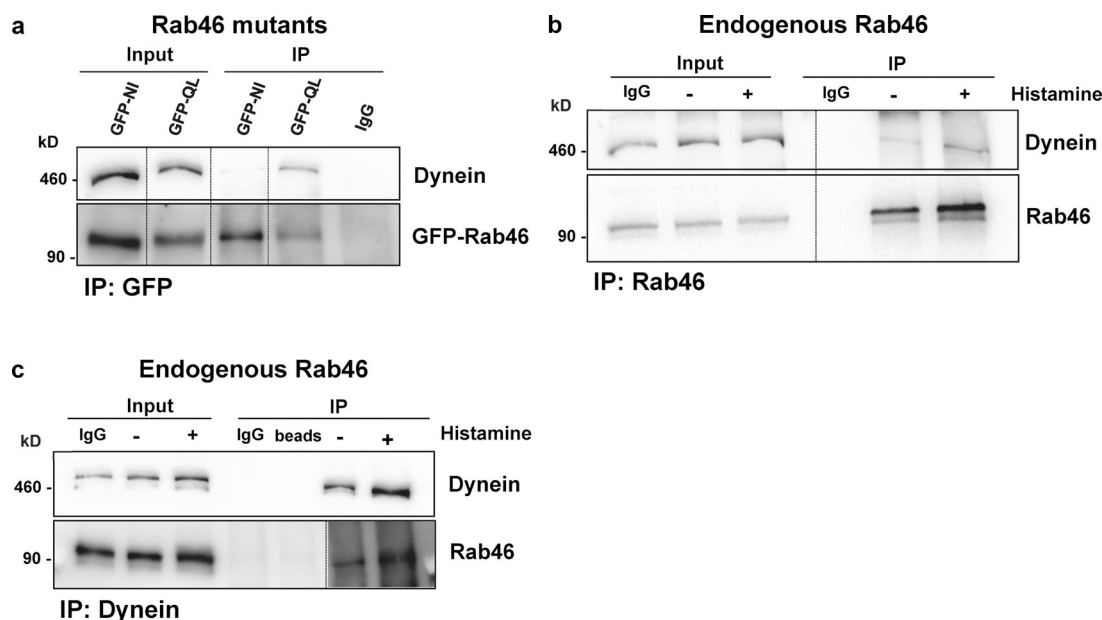 a Rab46 mutants
Input IP
GFP-NI GFP-QL GFP-NI GFP-QL IgG
kD
460 - Dynein
GFP-Rab46
90 -
IP: GFP
b Endogenous Rab46
Input IP
IgG - + IgG - + Histamine
kD
Dynein
460 -
Rab46
90 -
IP: Rab46
c Endogenous Rab46
Input IP
IgG - + IgG beads - + Histamine
kD
460 - Dynein
90 - Rab46
IP: Dynein